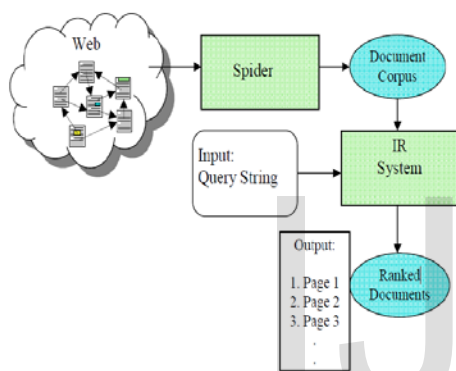 Web
Spider
Document
Corpus
Input:
Query String
IR
System
Output:
1. Page 1
2. Page 2
3. Page 3
.
.
Ranked
Documents
IJ